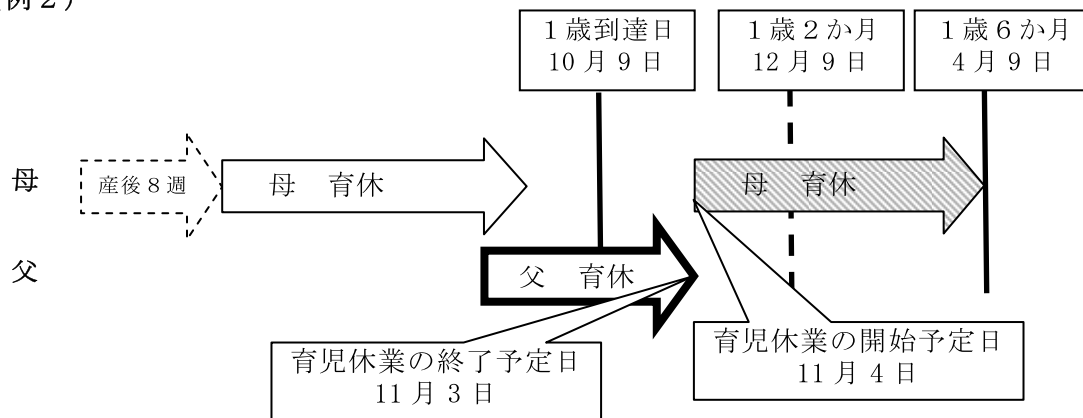 例２）
１歳到達日
10月9日
１歳２か月
12月9日
１歳６か月
4月9日
母
産後８週
母　育休
母　育休
父
父　育休
育児休業の終了予定日
11月3日
育児休業の開始予定日
11月4日